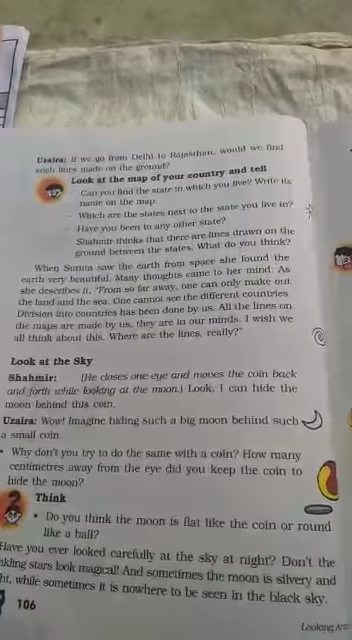 Uzaira: If we go from Delhi to Rajasthan, would we find
such lines made on the ground?
Look at the map of your country and tell
- Can you find the state in which you live? Write its
name on the map.
- Which are the states next to the state you live in?
- Have you been to any other state?
- Shahmir thinks that there are lines drawn on the
ground between the states. What do you think?
When Sunita saw the earth from space she found the
earth very beautiful. Many thoughts came to her mind. As
she describes it, "From so far away, one can only make out
the land and the sea. One cannot see the different countries.
Division into countries has been done by us. All the lines on
the maps are made by us, they are in our minds. I wish we
all think about this. Where are the lines, really?"
Look at the Sky
Shahmir: (He closes one eye and moves the coin back
and forth while looking at the moon.) Look, I can hide the
moon behind this coin.
Uzaira: Wow! Imagine hiding such a big moon behind such
a small coin.
• Why don't you try to do the same with a coin? How many
centimetres away from the eye did you keep the coin to
hide the moon?
Think
• Do you think the moon is flat like the coin or round
like a ball?
Have you ever looked carefully at the sky at night? Don't the
nkling stars look magical! And sometimes the moon is silvery and
ht, while sometimes it is nowhere to be seen in the black sky.
106
Looking Aro